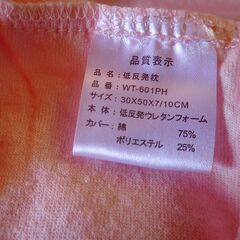 品質表示
品名：低反発枕
品番：WT-601PH
サイズ：30X50X7/10CM
本体：低反発ウレタンフォーム
カバー：綿 75%
ポリエステル 25%